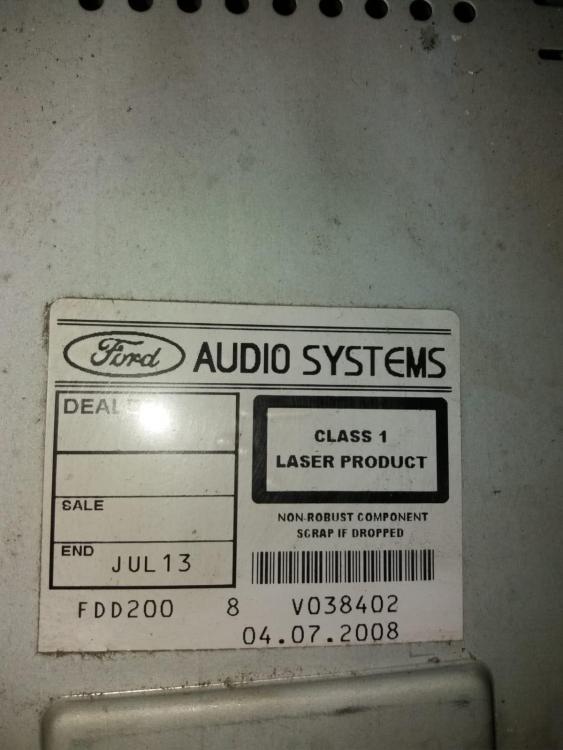 Ford AUDIO SYSTEMS
CLASS 1
LASER PRODUCT
SALE
NON-ROBUST COMPONENT
SCRAP IF DROPPED
END JUL13
FDD200 8 V038402
04.07.2008